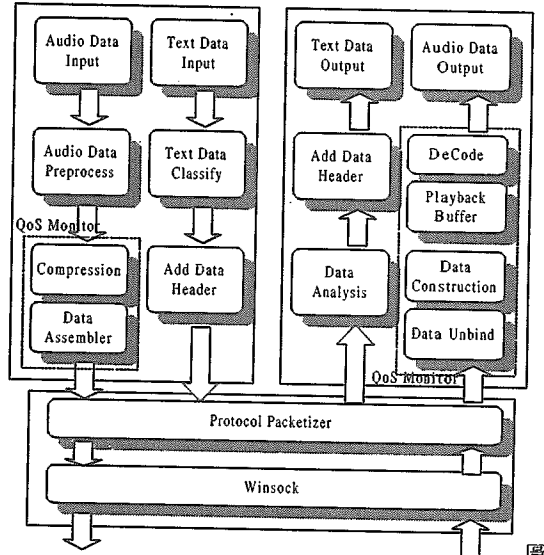 Audio Data
Input
Text Data
Input
Text Data
Output
Audio Data
Output
Audio Data
Preprocess
Text Data
Classify
Add Data
Header
DeCode
Playback
Buffer
QoS Monitor
Compression
Data
Assembler
Add Data
Header
Data
Analysis
Data
Construction
Data Unbind
QoS Monitor
Protocol Packetizer
Winsock
圖